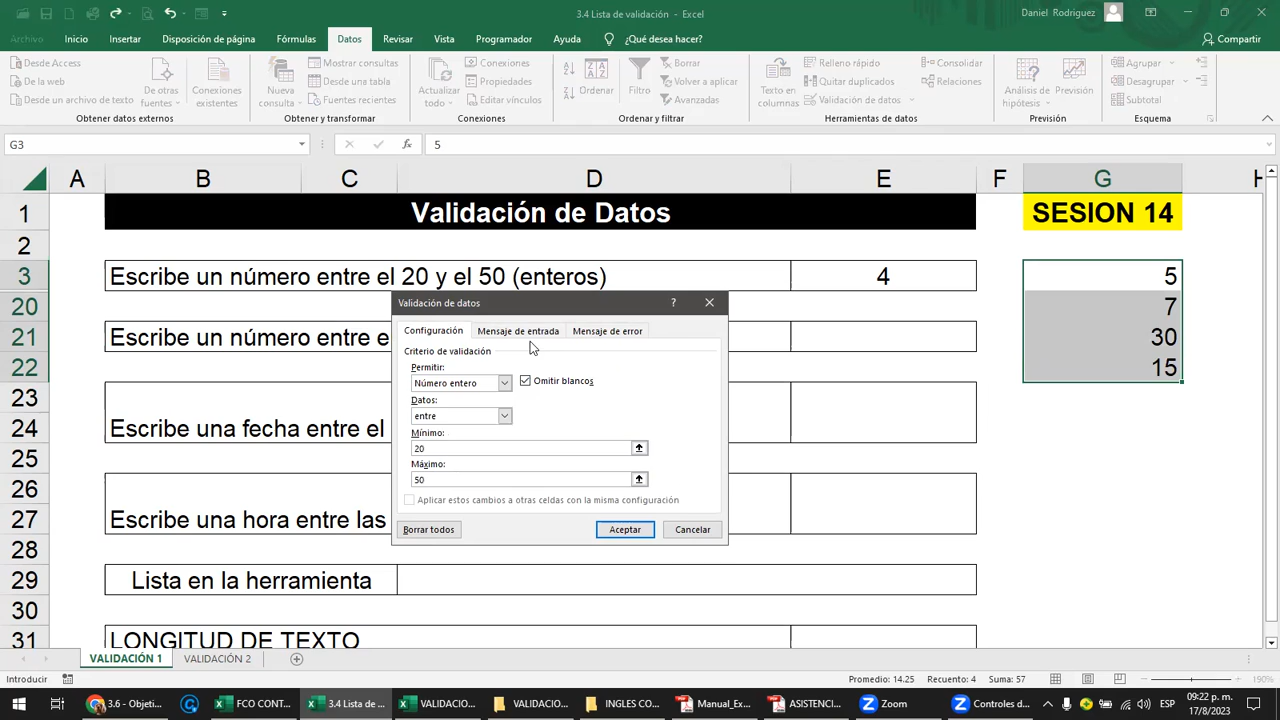 3.4 Lista de validación - Excel
Daniel Rodriguez
Archivo Inicio Insertar Disposición de página Fórmulas Datos Revisar Vista Programador Ayuda ¿Qué desea hacer? Compartir
Desde Access
De la web
Desde un archivo de texto
De otras fuentes
Conexiones existentes
Obtener datos externos
Nueva consulta
Mostrar consultas
Desde una tabla
Fuentes recientes
Obtener y transformar
Actualizar todo
Conexiones
Propiedades
Editar vínculos
Conexiones
Ordenar
Filtro
Borrar
Volver a aplicar
Avanzadas
Ordenar y filtrar
Texto en columnas
Relleno rápido
Quitar duplicados
Validación de datos
Consolidar
Relaciones
Herramientas de datos
Análisis de hipótesis
Previsión
Previsión
Agrupar
Desagrupar
Subtotal
Esquema
G3
fx
5
A B C D E F G H
1 Validación de Datos SESION 14
2
3 Escribe un número entre el 20 y el 50 (enteros) 4 5
20 7
21 Escribe un número entre e 30
22 15
23
24 Escribe una fecha entre el
25
26
27 Escribe una hora entre las
28
29 Lista en la herramienta
30
31 LONGITUD DE TEXTO
Validación de datos ?
Configuración Mensaje de entrada Mensaje de error
Criterio de validación
Permitir:
Número entero
Omitir blancos
Datos:
entre
Mínimo:
20
Máximo:
50
Aplicar estos cambios a otras celdas con la misma configuración
Borrar todos Aceptar Cancelar
VALIDACIÓN 1 VALIDACIÓN 2
Introducir
Promedio: 14.25 Recuento: 4 Suma: 57
190%
3.6 - Objeti...
FCO CONT...
3.4 Lista de ...
VALIDACIO...
VALIDACIO...
INGLES CO...
Manual_Ex...
ASISTENCI...
Zoom
Controles d...
ESP
09:22 p. m.
17/8/2023